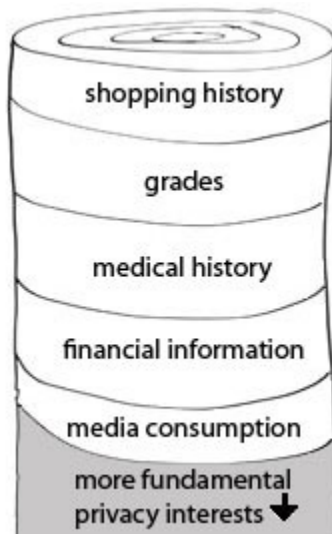 shopping history
grades
medical history
financial information
media consumption
more fundamental
privacy interests